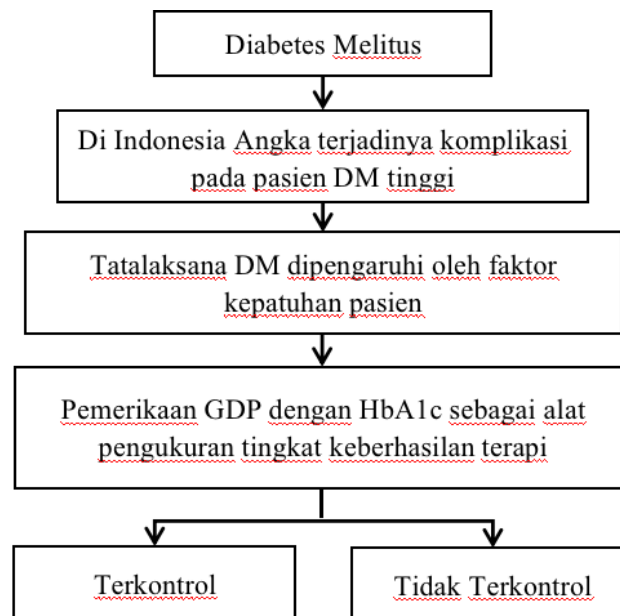 Diabetes Melitus
Di Indonesia Angka terjadinya komplikasi
pada pasien DM tinggi
Tatalaksana DM dipengaruhi oleh faktor
kepatuhan pasien
Pemerikaan GDP dengan HbA1c sebagai alat
pengukuran tingkat keberhasilan terapi
Terkontrol
Tidak Terkontrol